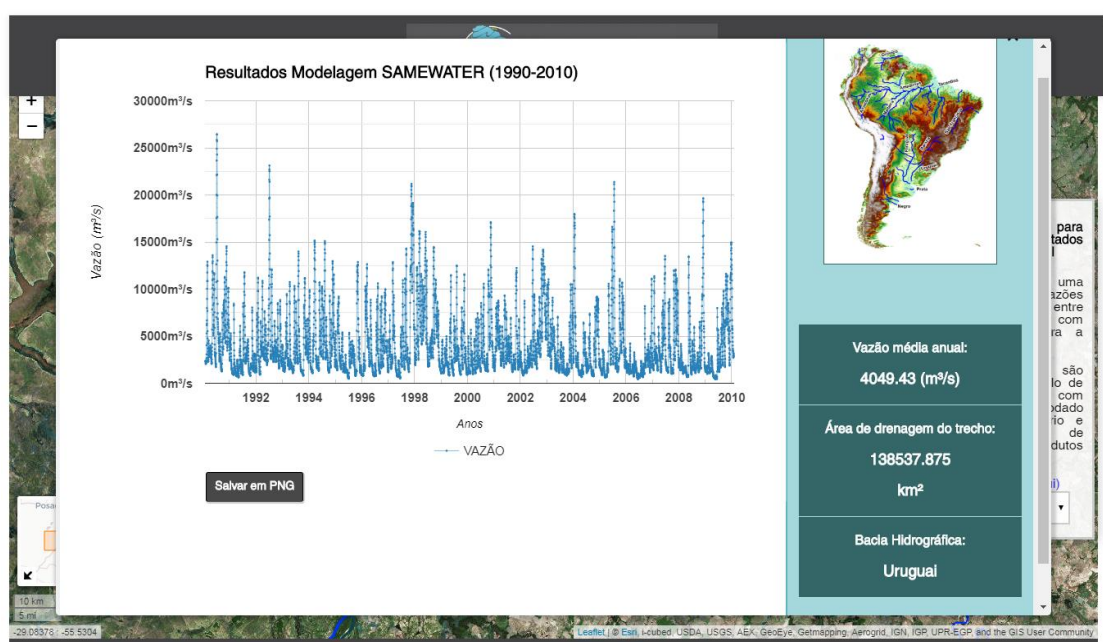 Resultados Modelagem SAMEWATER (1990-2010)
30000m³/s
25000m³/s
20000m³/s
15000m³/s
10000m³/s
5000m³/s
0m³/s
Vazão (m³/s)
1992 1994 1996 1998 2000 2002 2004 2006 2008 2010
Anos
VAZÃO
Salvar em PNG
Negro
Vazão média anual:
4049.43 (m³/s)
Área de drenagem do trecho:
138537.875
km²
Bacia Hidrográfica:
Uruguai
+
−
para
tados
l
uma
azões
entre
com
ra a
são
lo de
com
odado
rio e
de
dutos
ui)
Posa
10 km
5 mi
-29.08376 : -55.5304
Leaflet | © Esri, i-cubed, USDA, USGS, AEX, GeoEye, Getmapping, Aerogrid, IGN, IGP, UPR-EGP, and the GIS User Community